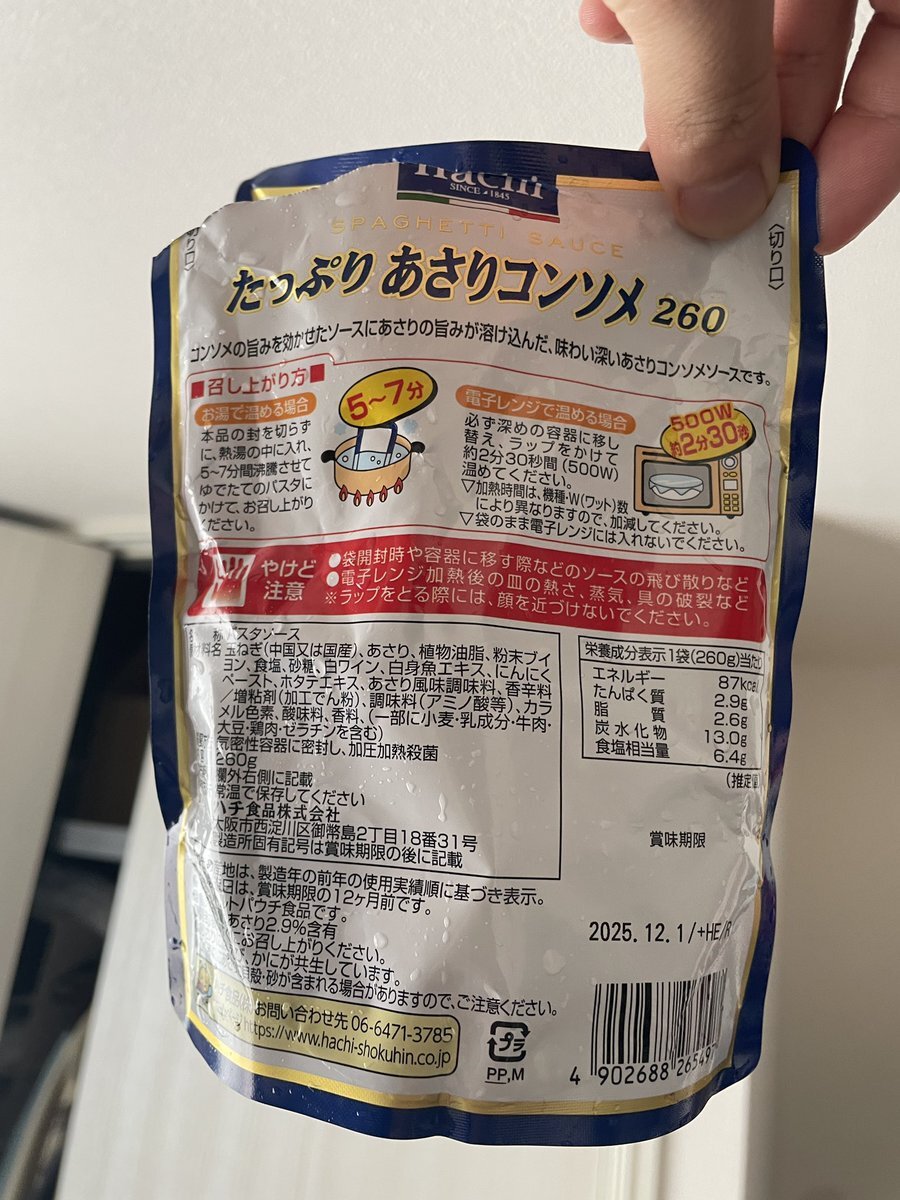 Hachi
SINCE 1845
SPAGHETTI SAUCE
〈切り口〉
り口〉
たっぷり あさりコンソメ 260
コンソメの旨みを効かせたソースにあさりの旨みが溶け込んだ、味わい深いあさりコンソメソースです。
■召し上がり方■
お湯で温める場合
5〜7分
本品の封を切らず
に、熱湯の中に入れ、
5〜7分間沸騰させて
ゆでたてのパスタに
かけて、お召し上がり
ください。
電子レンジで温める場合
500W
約2分30秒
必ず深めの容器に移し
替え、ラップをかけて
約2分30秒間(500W)
温めてください。
▽加熱時間は、機種・W(ワット)数
により異なりますので、加減してください。
▽袋のまま電子レンジには入れないでください。
やけど
注意
●袋開封時や容器に移す際などのソースの飛び散りなど
●電子レンジ加熱後の皿の熱さ、蒸気、具の破裂など
※ラップをとる際には、顔を近づけないでください。
名 称 パスタソース
材料名 玉ねぎ(中国又は国産)、あさり、植物油脂、粉末ブイ
ヨン、食塩、砂糖、白ワイン、白身魚エキス、にんにく
ペースト、ホタテエキス、あさり風味調味料、香辛料
/増粘剤(加工でん粉)、調味料(アミノ酸等)、カラ
メル色素、酸味料、香料、(一部に小麦・乳成分・牛肉・
大豆・鶏肉・ゼラチンを含む)
気密性容器に密封し、加圧加熱殺菌
260g
欄外右側に記載
常温で保存してください
ハチ食品株式会社
大阪市西淀川区御幣島2丁目18番31号
製造所固有記号は賞味期限の後に記載
栄養成分表示1袋(260g)当たり
エネルギー 87kcal
たんぱく質 2.9g
脂質 2.6g
炭水化物 13.0g
食塩相当量 6.4g
(推定値
賞味期限
2025.12.1/+HE/R
地は、製造年の前年の使用実績順に基づき表示。
日は、賞味期限の12ヶ月前です。
トパウチ食品です。
あさり2.9%含有
お召し上がりください。
、かにが共生しています。
貝殻・砂が含まれる場合がありますので、ご注意ください。
お問い合わせ先 06-6471-3785
https://www.hachi-shokuhin.co.jp
プラ
PP,M
4 902688 26549